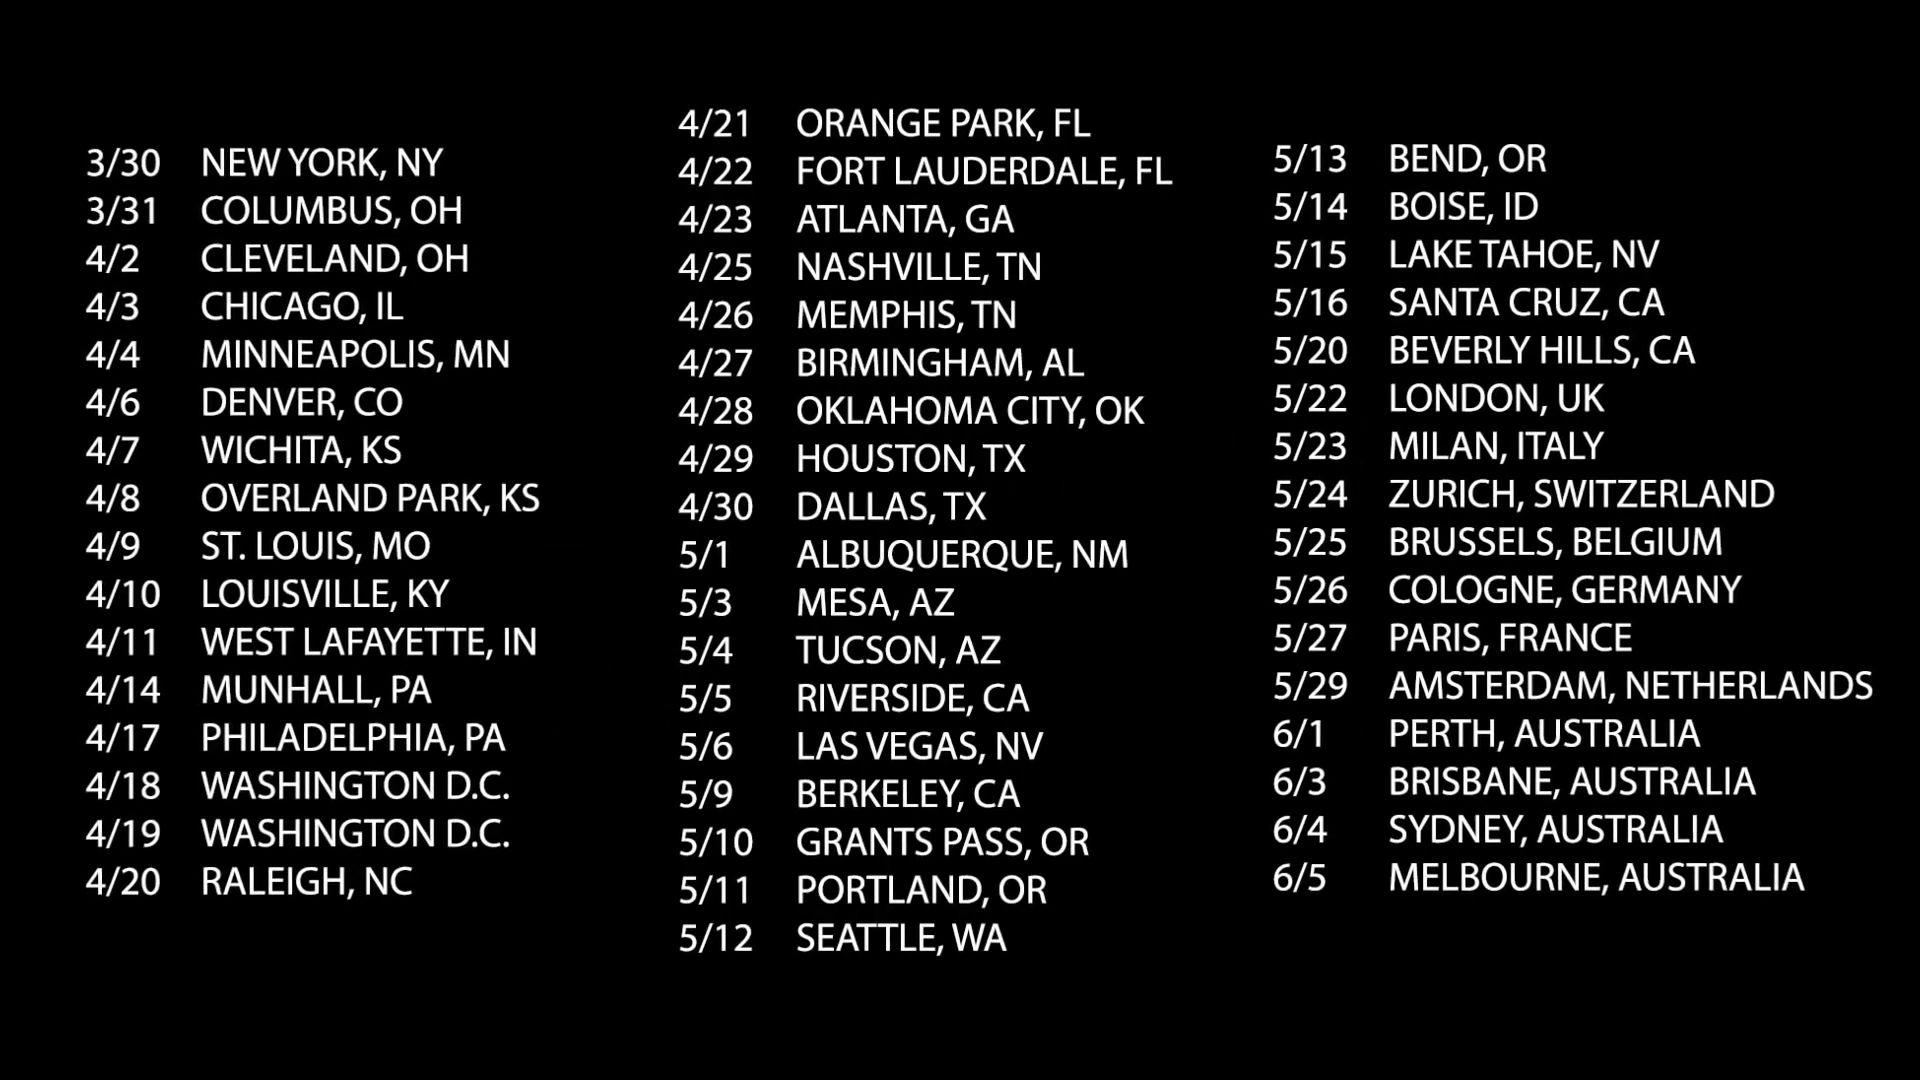 3/30 NEW YORK, NY
3/31 COLUMBUS, OH
4/2 CLEVELAND, OH
4/3 CHICAGO, IL
4/4 MINNEAPOLIS, MN
4/6 DENVER, CO
4/7 WICHITA, KS
4/8 OVERLAND PARK, KS
4/9 ST. LOUIS, MO
4/10 LOUISVILLE, KY
4/11 WEST LAFAYETTE, IN
4/14 MUNHALL, PA
4/17 PHILADELPHIA, PA
4/18 WASHINGTON D.C.
4/19 WASHINGTON D.C.
4/20 RALEIGH, NC
4/21 ORANGE PARK, FL
4/22 FORT LAUDERDALE, FL
4/23 ATLANTA, GA
4/25 NASHVILLE, TN
4/26 MEMPHIS, TN
4/27 BIRMINGHAM, AL
4/28 OKLAHOMA CITY, OK
4/29 HOUSTON, TX
4/30 DALLAS, TX
5/1 ALBUQUERQUE, NM
5/3 MESA, AZ
5/4 TUCSON, AZ
5/5 RIVERSIDE, CA
5/6 LAS VEGAS, NV
5/9 BERKELEY, CA
5/10 GRANTS PASS, OR
5/11 PORTLAND, OR
5/12 SEATTLE, WA
5/13 BEND, OR
5/14 BOISE, ID
5/15 LAKE TAHOE, NV
5/16 SANTA CRUZ, CA
5/20 BEVERLY HILLS, CA
5/22 LONDON, UK
5/23 MILAN, ITALY
5/24 ZURICH, SWITZERLAND
5/25 BRUSSELS, BELGIUM
5/26 COLOGNE, GERMANY
5/27 PARIS, FRANCE
5/29 AMSTERDAM, NETHERLANDS
6/1 PERTH, AUSTRALIA
6/3 BRISBANE, AUSTRALIA
6/4 SYDNEY, AUSTRALIA
6/5 MELBOURNE, AUSTRALIA